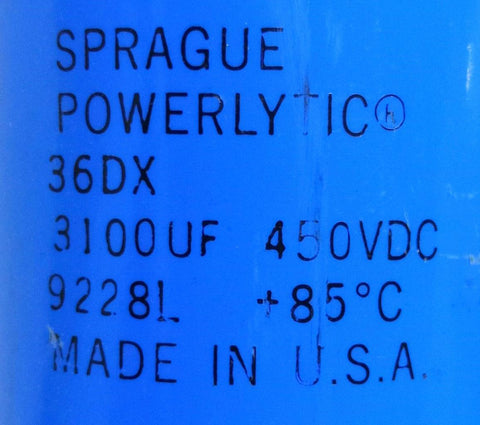 SPRAGUE
POWERLYTIC®
36DX
3100UF 450VDC
9228L +85°C
MADE IN U.S.A.